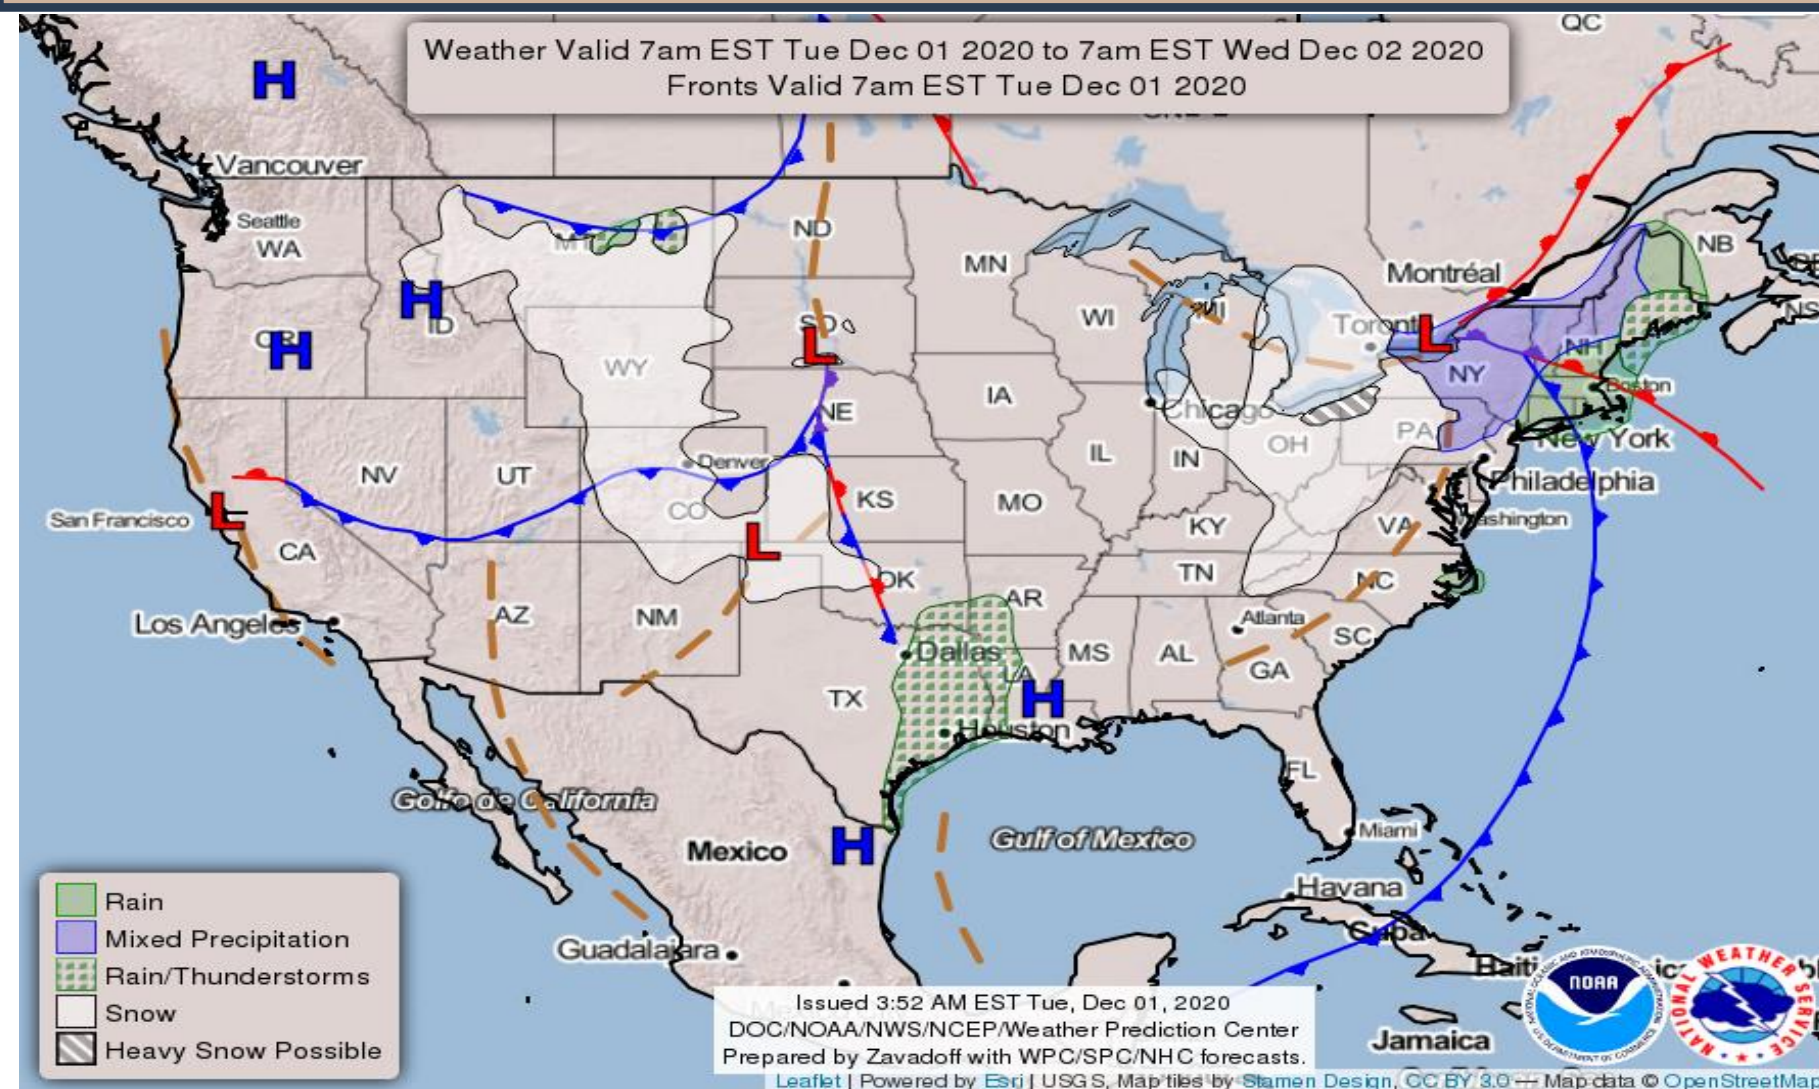 Weather Valid 7am EST Tue Dec 01 2020 to 7am EST Wed Dec 02 2020
Fronts Valid 7am EST Tue Dec 01 2020
QC
H
Vancouver
Seattle
WA
MT
ND
MN
Montréal
NB
NS
H
ID
OR
H
WY
SD
L
WI
MI
Toronto
L
NY
NH
Boston
NE
IA
Chicago
New York
NV
UT
Denver
IL
IN
OH
PA
Philadelphia
San Francisco
L
CO
KS
MO
KY
VA
Washington
CA
L
OK
TN
NC
Los Angeles
AZ
NM
AR
Atlanta
SC
Dallas
MS
AL
GA
TX
LA
H
Houston
FL
Golfo de California
Mexico
H
Gulf of Mexico
Miami
Havana
Cuba
Guadalajara
Haiti
Jamaica
Rain
Mixed Precipitation
Rain/Thunderstorms
Snow
Heavy Snow Possible
Issued 3:52 AM EST Tue, Dec 01, 2020
DOC/NOAA/NWS/NCEP/Weather Prediction Center
Prepared by Zavadoff with WPC/SPC/NHC forecasts.
NOAA
NATIONAL WEATHER SERVICE
Leaflet | Powered by Esri | USGS, Map tiles by Stamen Design, CC BY 3.0 — Map data © OpenStreetMap